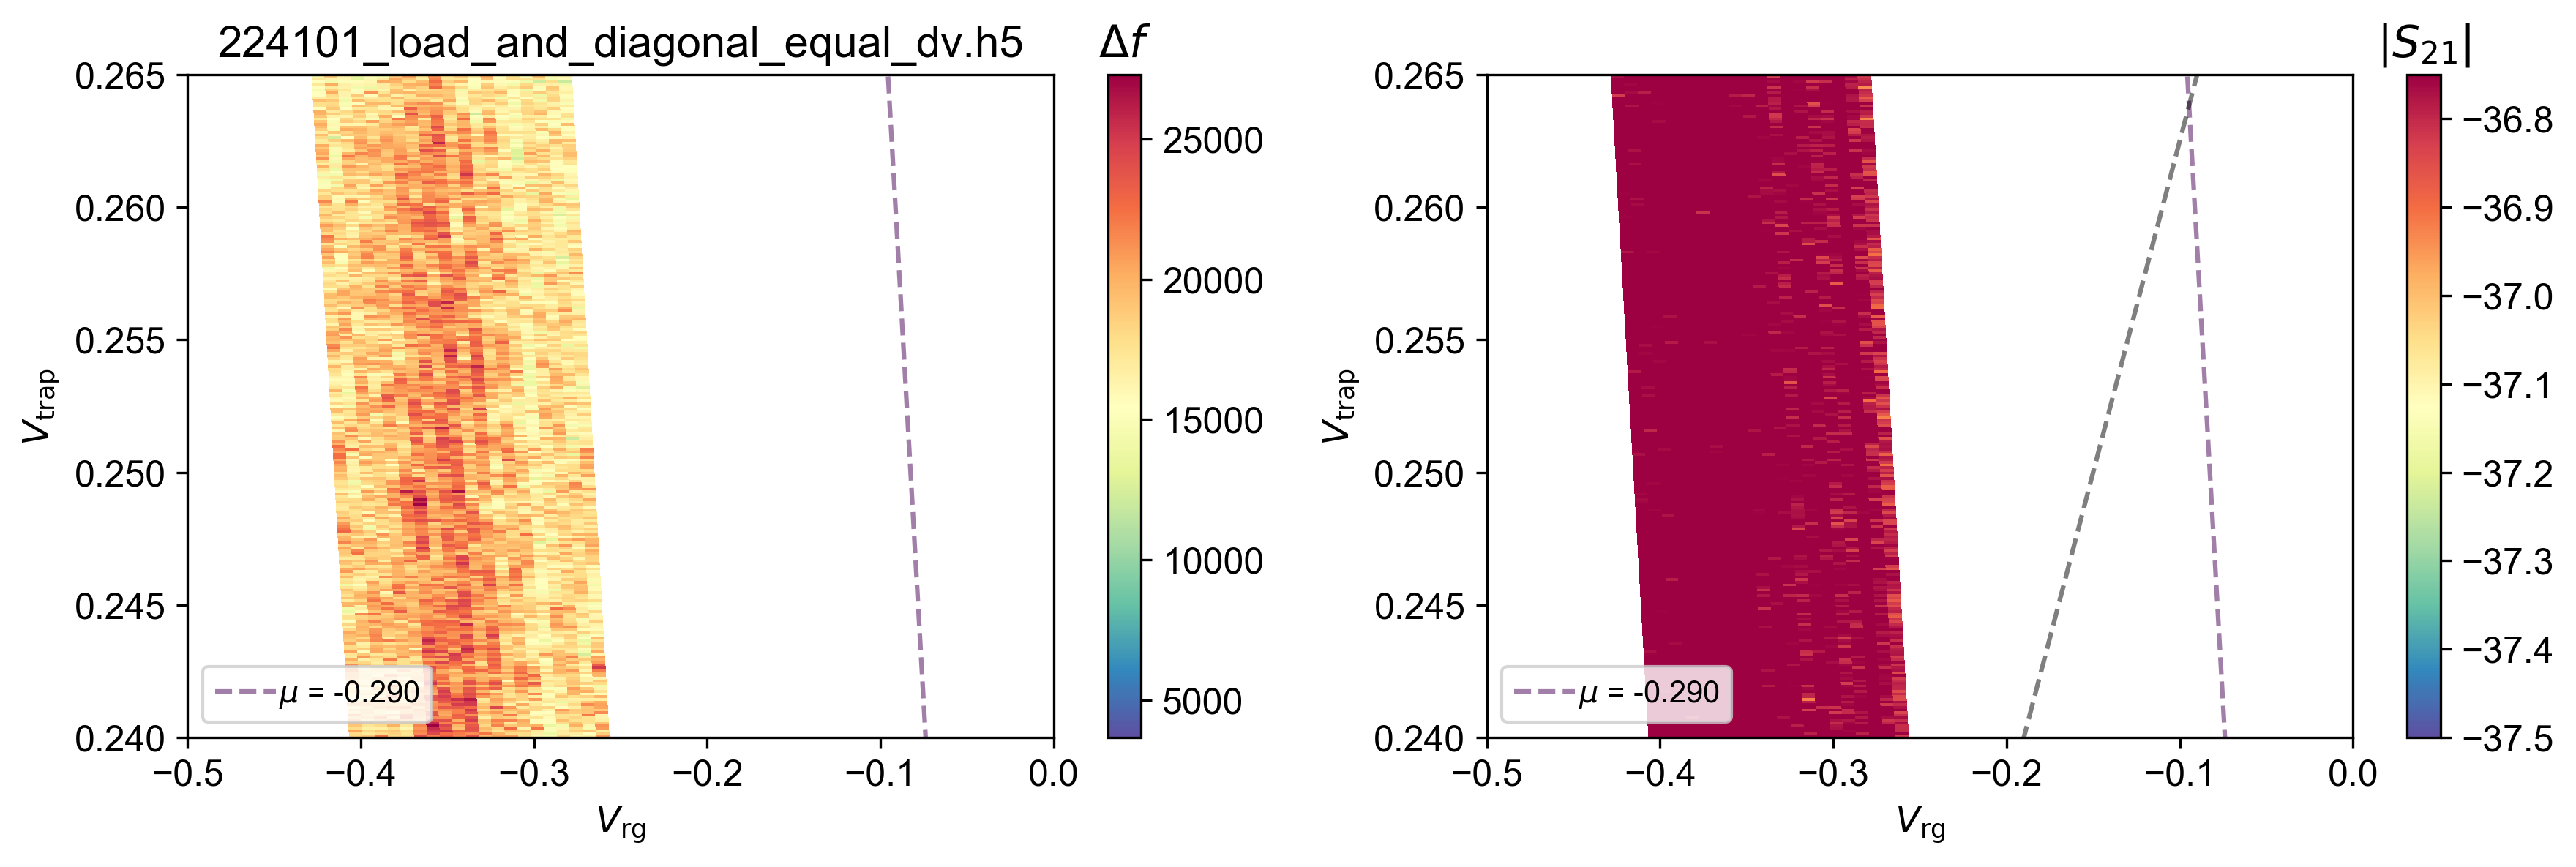 224101_load_and_diagonal_equal_dv.h5
Δf
0.265
0.260
0.255
0.250
0.245
0.240
V_trap
−0.5 −0.4 −0.3 −0.2 −0.1 0.0
V_rg
μ = -0.290
25000
20000
15000
10000
5000
|S_21|
0.265
0.260
0.255
0.250
0.245
0.240
V_trap
−0.5 −0.4 −0.3 −0.2 −0.1 0.0
V_rg
μ = -0.290
−36.8
−36.9
−37.0
−37.1
−37.2
−37.3
−37.4
−37.5